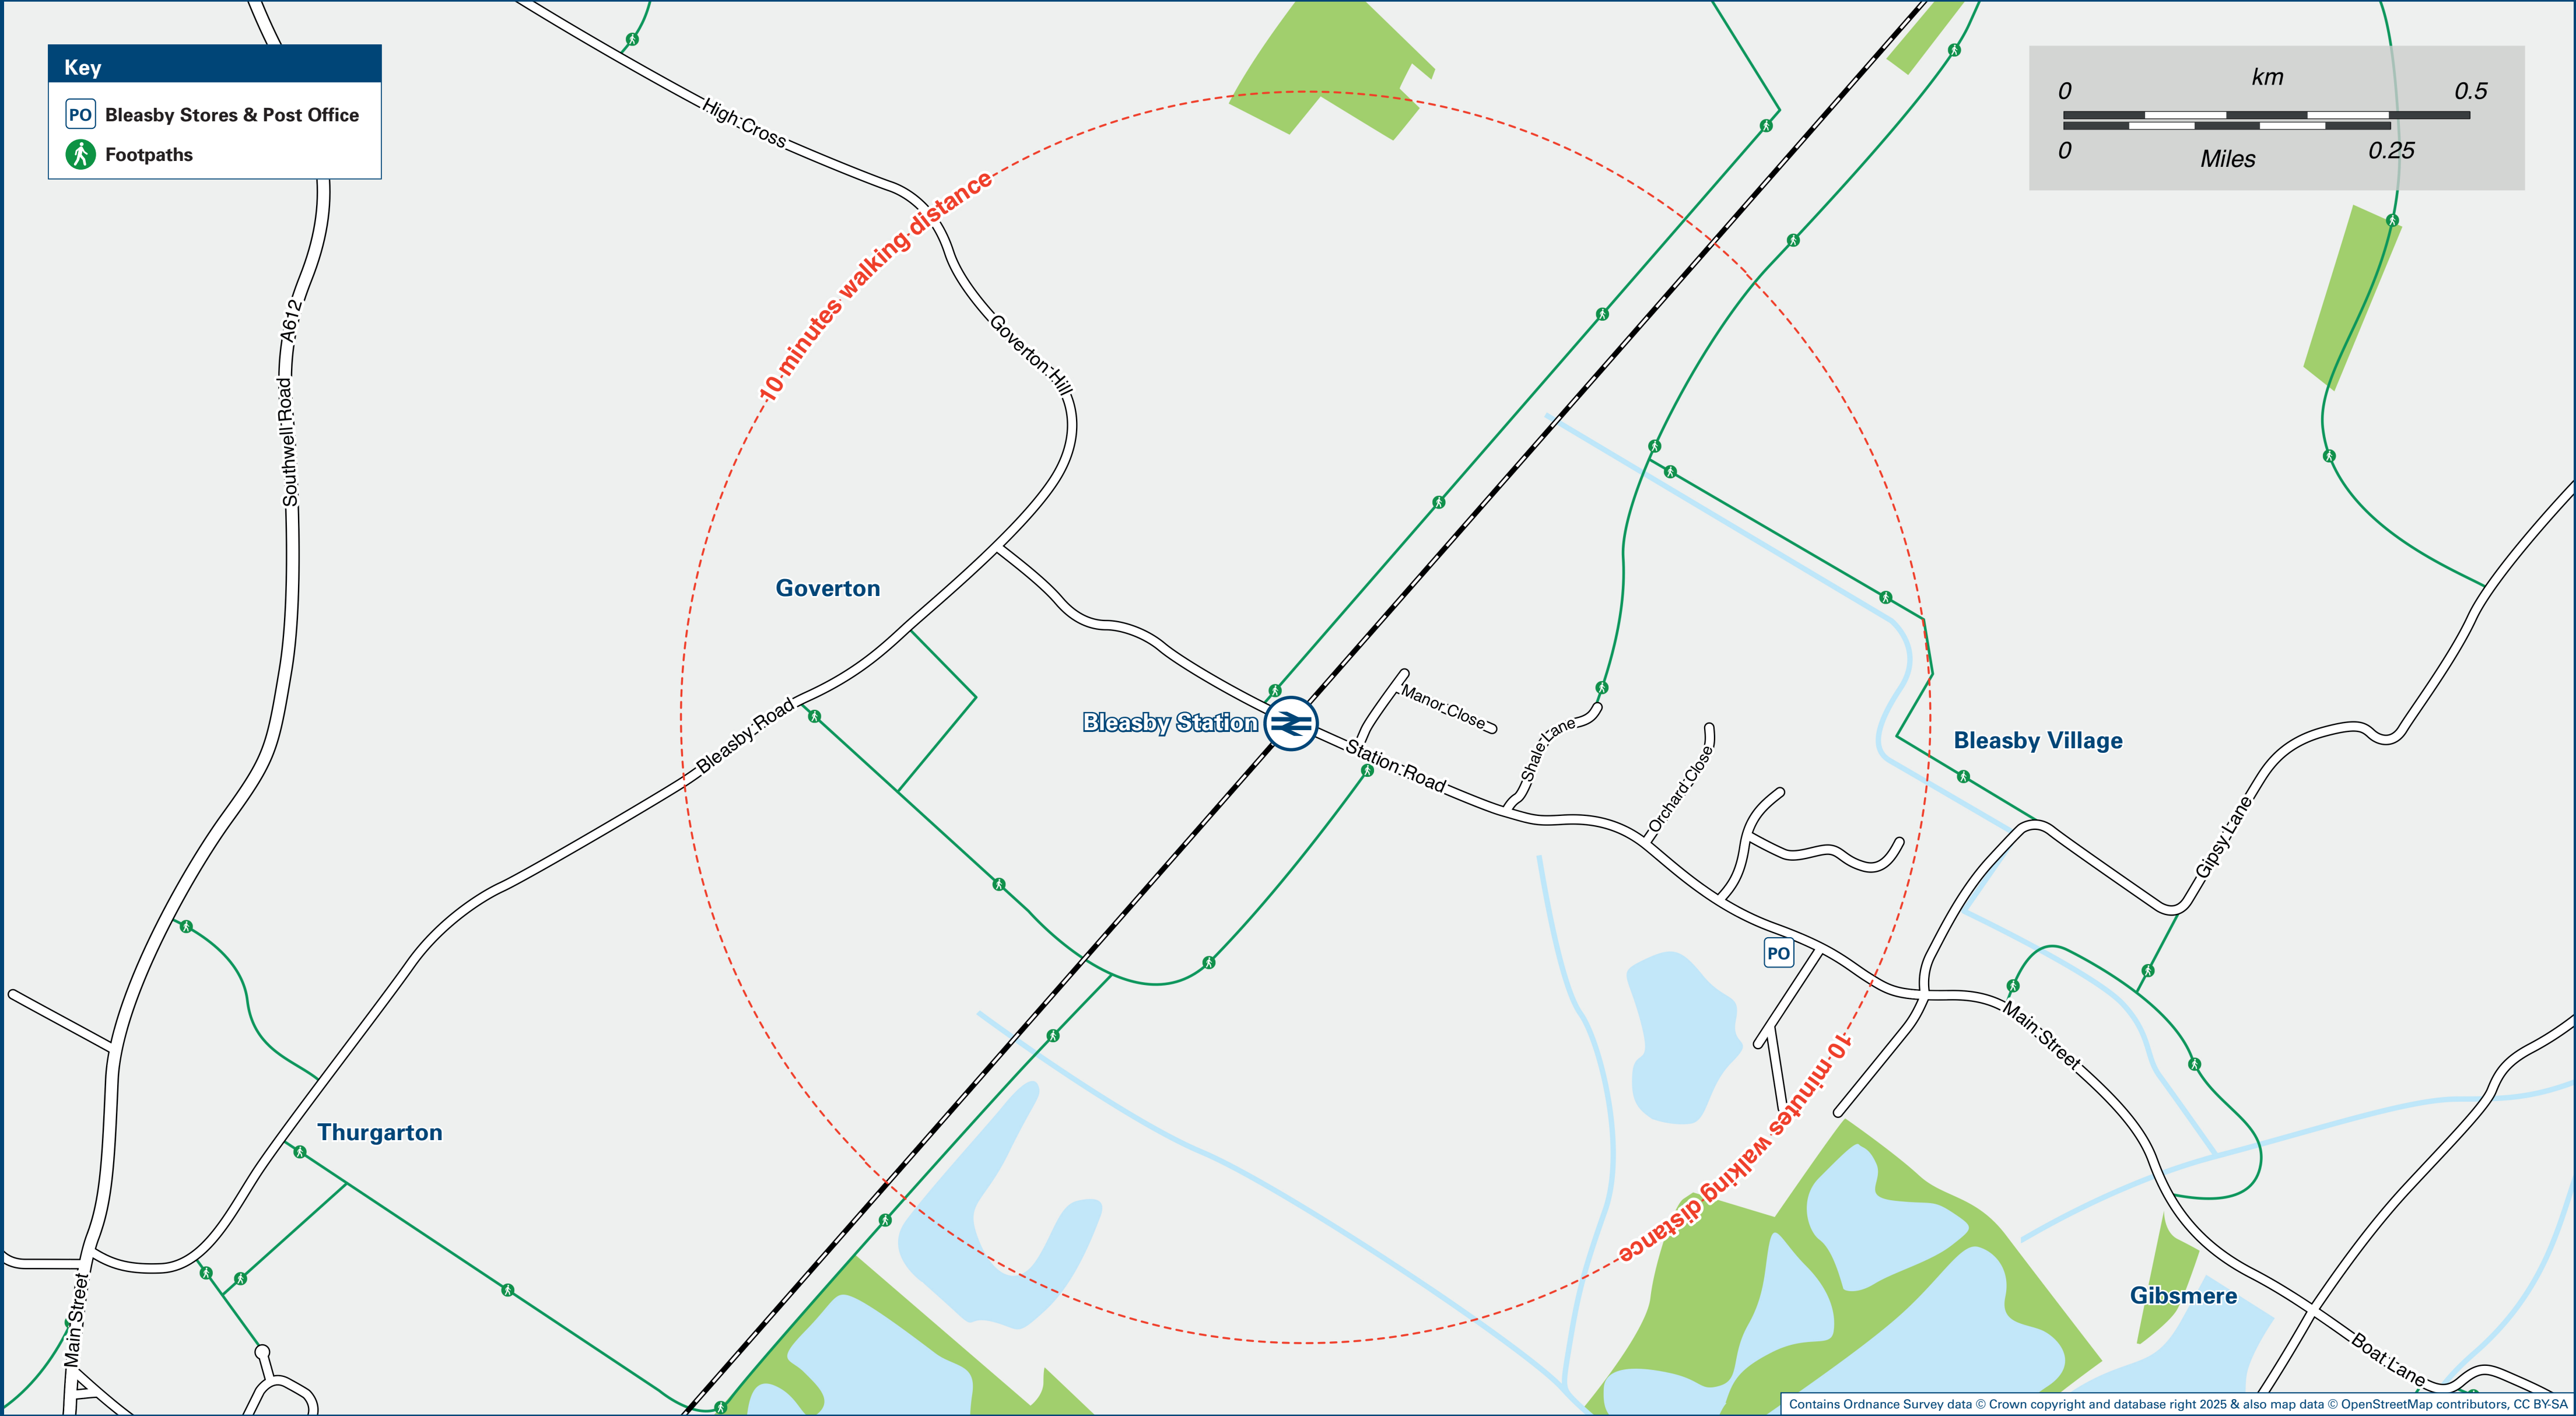 Key
PO Bleasby Stores & Post Office
Footpaths
km
0 0.5
0 0.25
Miles
High Cross
10 minutes walking distance
A612
Southwell Road
Goverton Hill
Goverton
Bleasby Road
Bleasby Station
Manor Close
Station Road
Shale Lane
Orchard Close
Bleasby Village
Gipsy Lane
PO
Main Street
10 minutes walking distance
Thurgarton
Main Street
Gibsmere
Boat Lane
Contains Ordnance Survey data © Crown copyright and database right 2025 & also map data © OpenStreetMap contributors, CC BY-SA